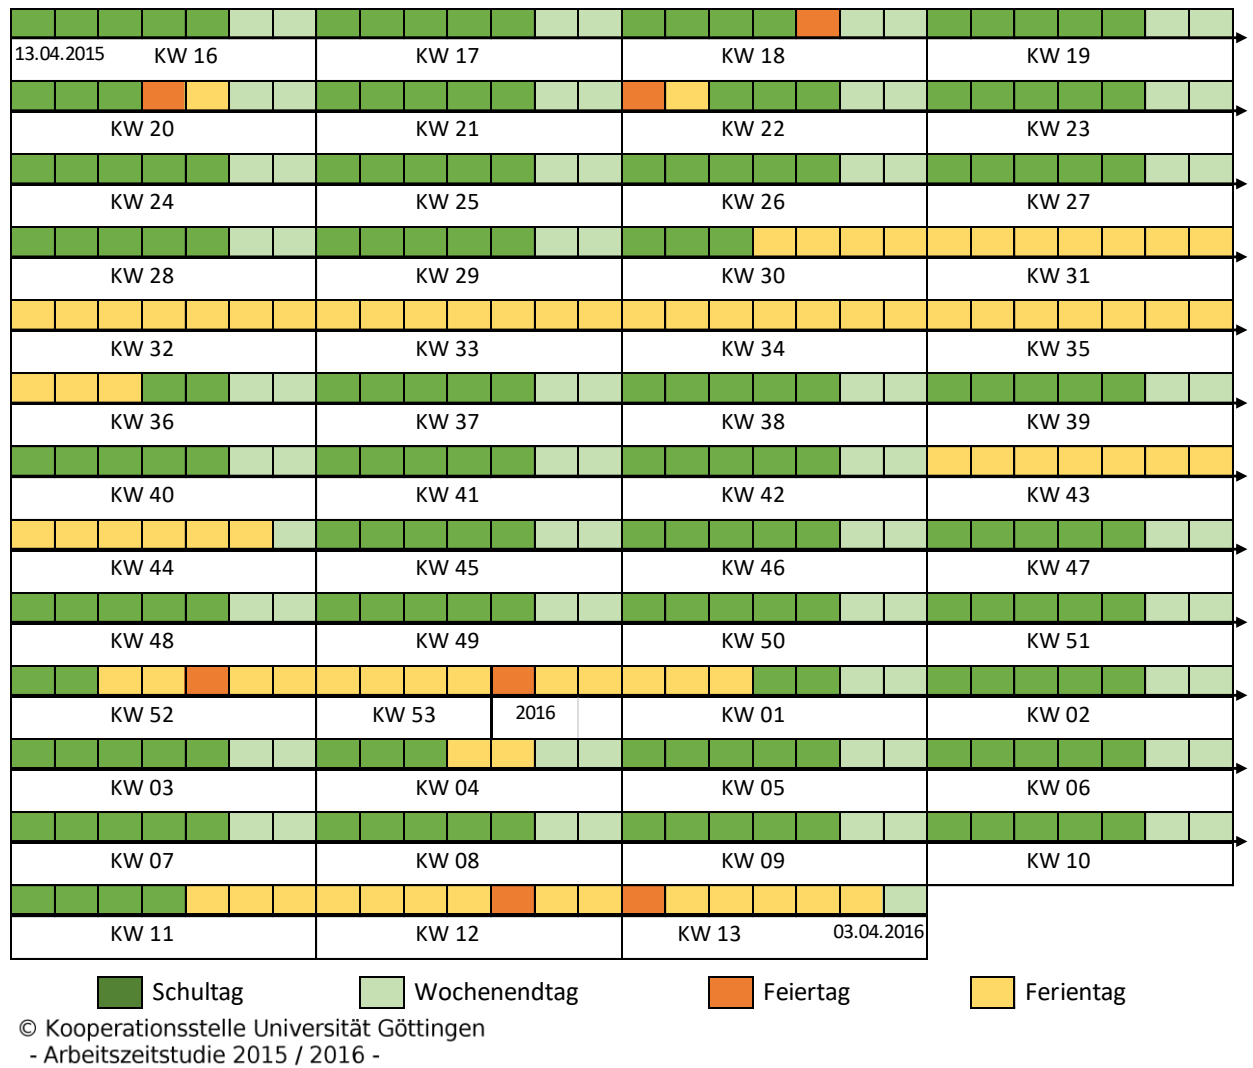 13.04.2015 KW 16 KW 17 KW 18 KW 19
KW 20 KW 21 KW 22 KW 23
KW 24 KW 25 KW 26 KW 27
KW 28 KW 29 KW 30 KW 31
KW 32 KW 33 KW 34 KW 35
KW 36 KW 37 KW 38 KW 39
KW 40 KW 41 KW 42 KW 43
KW 44 KW 45 KW 46 KW 47
KW 48 KW 49 KW 50 KW 51
KW 52 KW 53 2016 KW 01 KW 02
KW 03 KW 04 KW 05 KW 06
KW 07 KW 08 KW 09 KW 10
KW 11 KW 12 KW 13 03.04.2016
Schultag Wochenendtag Feiertag Ferientag
© Kooperationsstelle Universität Göttingen
- Arbeitszeitstudie 2015 / 2016 -